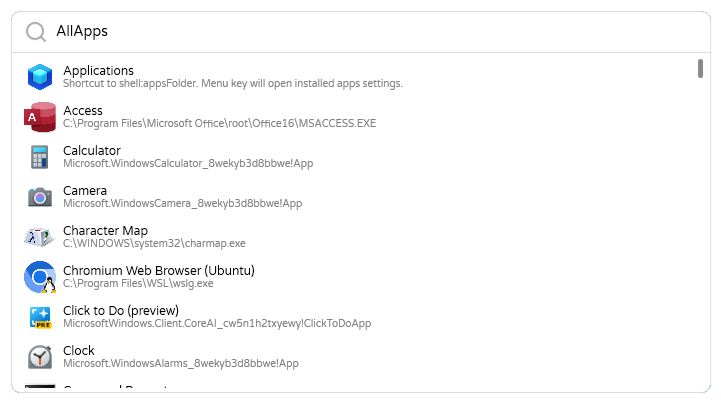 AllApps
Applications
Shortcut to shell:appsFolder. Menu key will open installed apps settings.
Access
C:\Program Files\Microsoft Office\root\Office16\MSACCESS.EXE
Calculator
Microsoft.WindowsCalculator_8wekyb3d8bbwe!App
Camera
Microsoft.WindowsCamera_8wekyb3d8bbwe!App
Character Map
C:\WINDOWS\system32\charmap.exe
Chromium Web Browser (Ubuntu)
C:\Program Files\WSL\wslg.exe
PRE
Click to Do (preview)
MicrosoftWindows.Client.CoreAI_cw5n1h2txyewy!ClickToDoApp
Clock
Microsoft.WindowsAlarms_8wekyb3d8bbwe!App